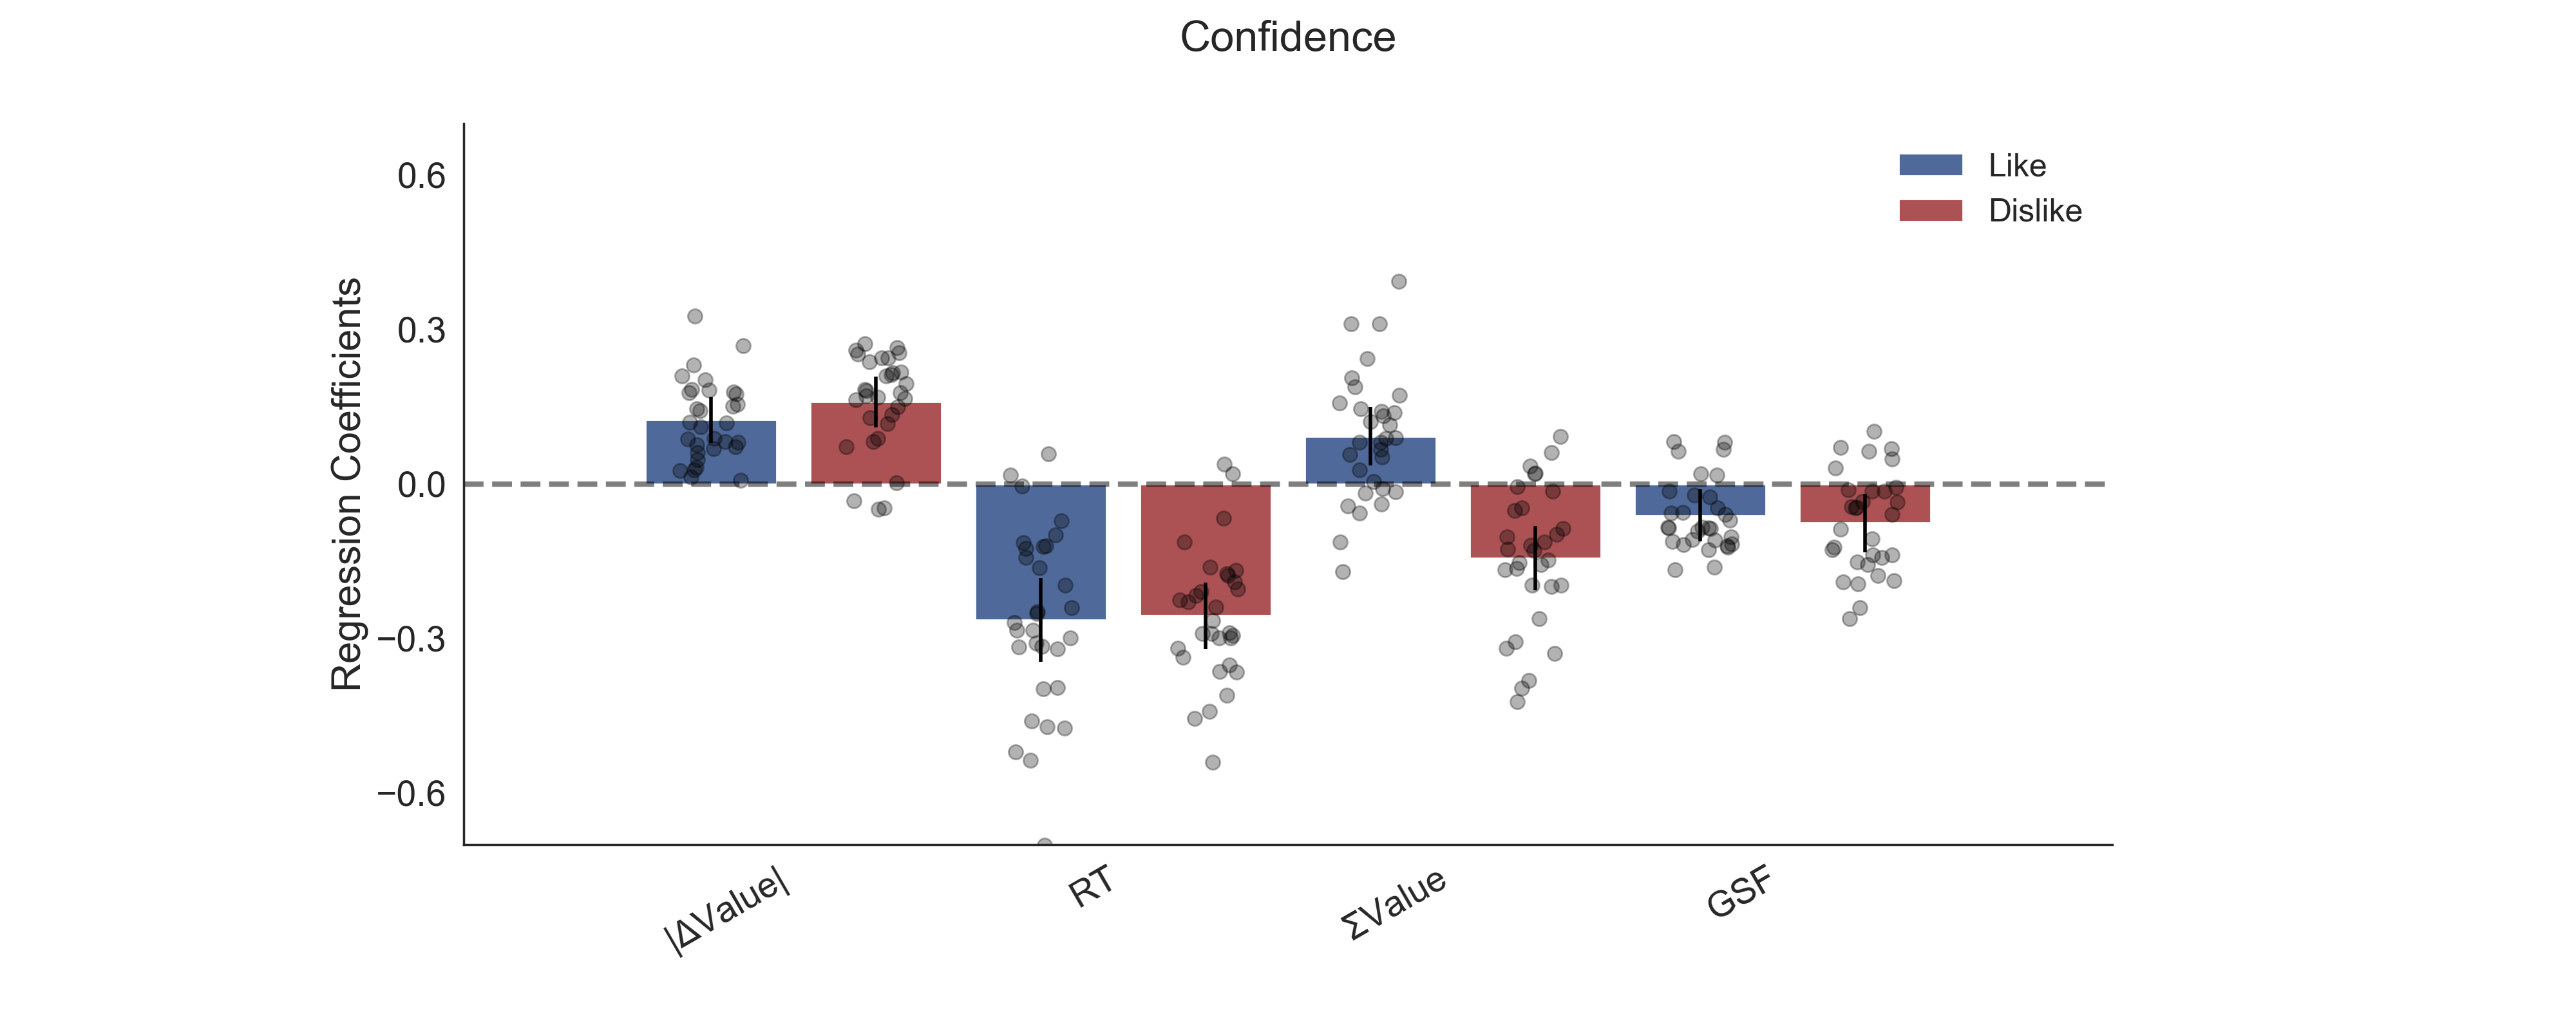 Confidence
Regression Coefficients
0.6
0.3
0.0
−0.3
−0.6
Like
Dislike
|ΔValue|
RT
ΣValue
GSF